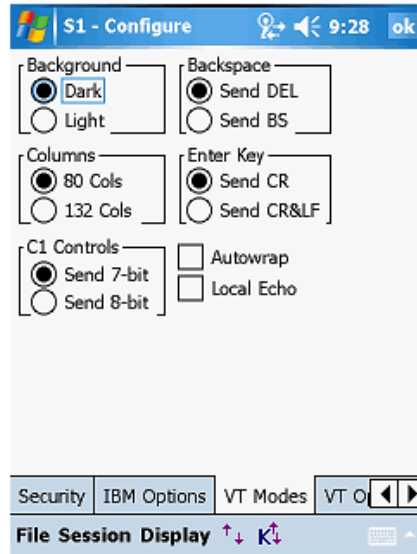 S1 - Configure 9:28 ok
Background
Dark
Light
Backspace
Send DEL
Send BS
Columns
80 Cols
132 Cols
Enter Key
Send CR
Send CR&LF
C1 Controls
Send 7-bit
Send 8-bit
Autowrap
Local Echo
Security IBM Options VT Modes VT O
File Session Display K